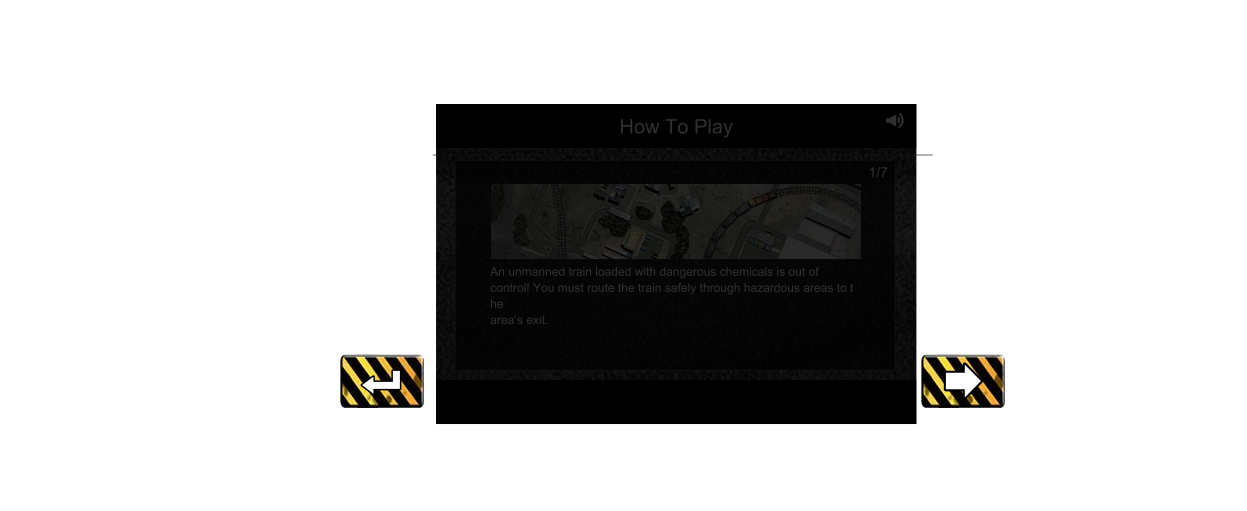 How To Play
1/7
An unmanned train loaded with dangerous chemicals is out of
control! You must route the train safely through hazardous areas to t
he
area's exit.